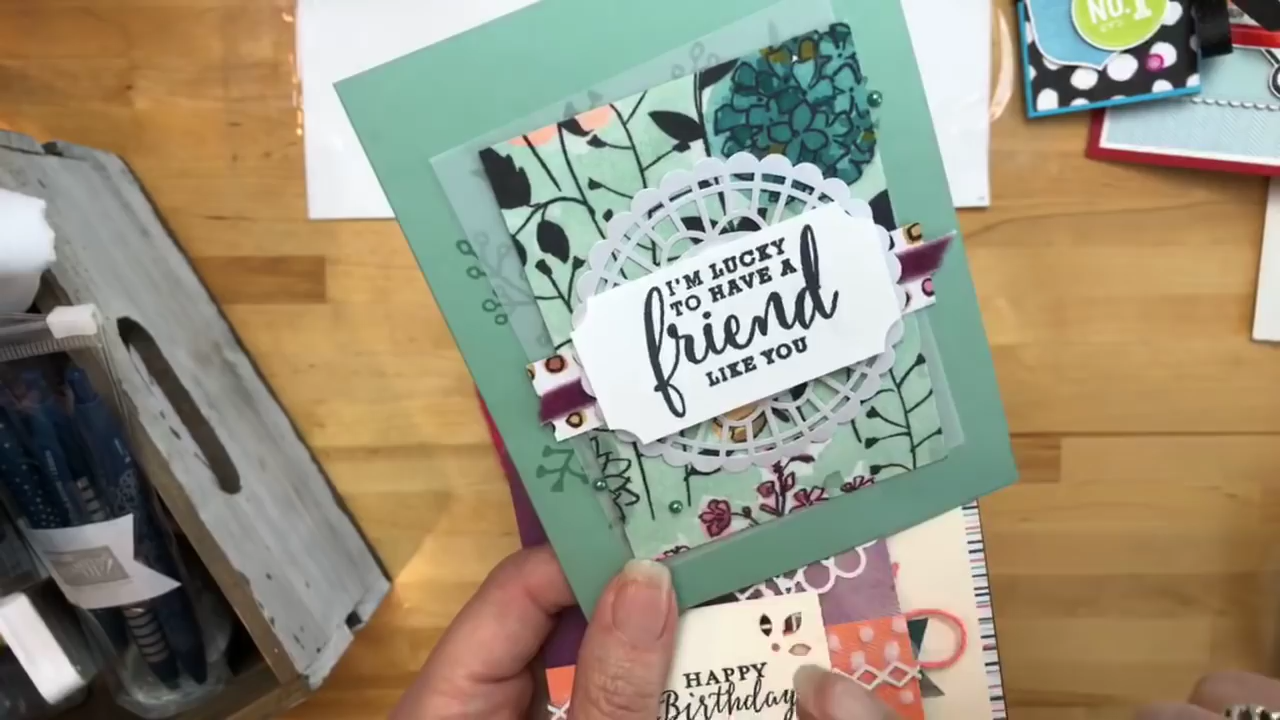 NO.1
I'M LUCKY
TO HAVE A
friend
LIKE YOU
HAPPY
Birthday